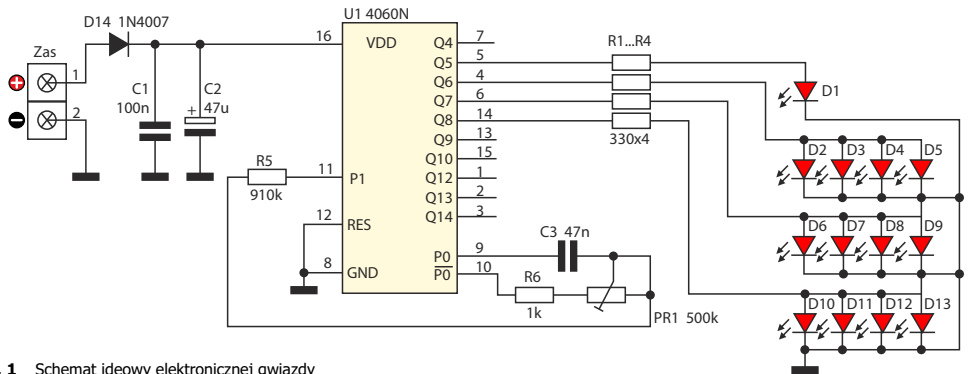 U1 4060N
D14 1N4007
16 VDD
Q4 7
Q5 5
Q6 4
Q7 6
Q8 14
Q9 13
Q10 15
Q12 1
Q13 2
Q14 3
R1...R4
330x4
Zas
+
1
−
2
C1
100n
C2
+ 47u
R5
910k
11 P1
12 RES
8 GND
P0 9
P0 10
C3 47n
R6
1k
PR1 500k
D1
D2 D3 D4 D5
D6 D7 D8 D9
D10 D11 D12 D13
. 1 Schemat ideowy elektronicznej gwiazdy